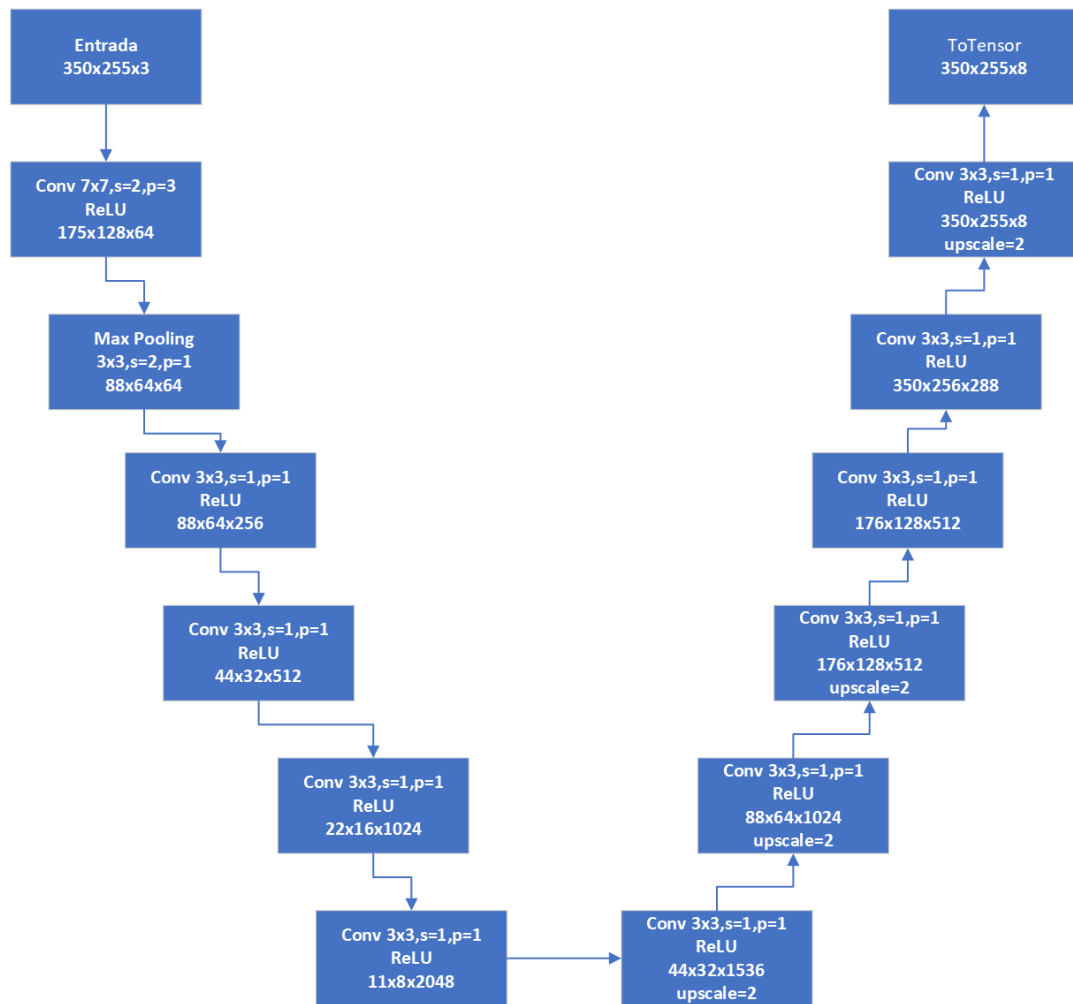 Entrada
350x255x3
Conv 7x7,s=2,p=3
ReLU
175x128x64
Max Pooling
3x3,s=2,p=1
88x64x64
Conv 3x3,s=1,p=1
ReLU
88x64x256
Conv 3x3,s=1,p=1
ReLU
44x32x512
Conv 3x3,s=1,p=1
ReLU
22x16x1024
Conv 3x3,s=1,p=1
ReLU
11x8x2048
Conv 3x3,s=1,p=1
ReLU
44x32x1536
upscale=2
Conv 3x3,s=1,p=1
ReLU
88x64x1024
upscale=2
Conv 3x3,s=1,p=1
ReLU
176x128x512
upscale=2
Conv 3x3,s=1,p=1
ReLU
176x128x512
Conv 3x3,s=1,p=1
ReLU
350x256x288
Conv 3x3,s=1,p=1
ReLU
350x255x8
upscale=2
ToTensor
350x255x8